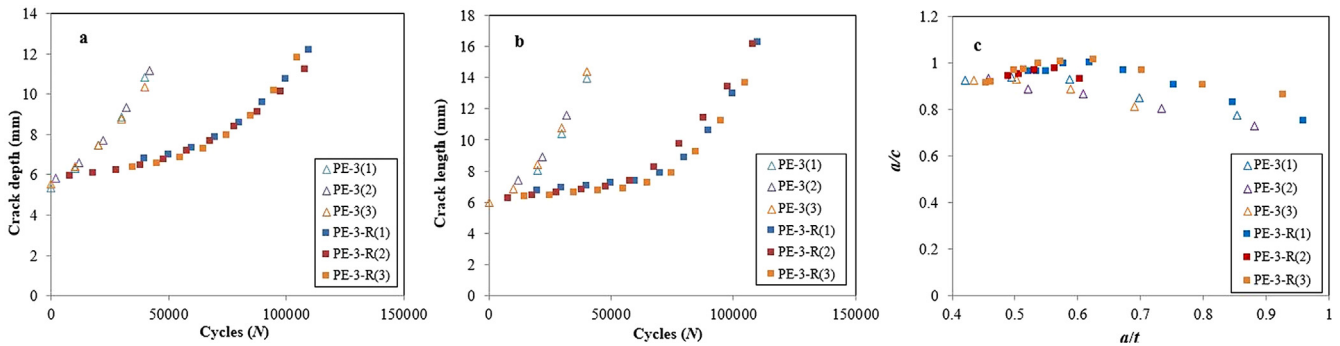 a
Crack depth (mm)
14
12
10
8
6
4
2
0
0
50000
100000
150000
Cycles (N)
PE-3(1)
PE-3(2)
PE-3(3)
PE-3-R(1)
PE-3-R(2)
PE-3-R(3)
b
Crack length (mm)
18
16
14
12
10
8
6
4
2
0
0
50000
100000
150000
Cycles (N)
PE-3(1)
PE-3(2)
PE-3(3)
PE-3-R(1)
PE-3-R(2)
PE-3-R(3)
c
a/c
1.2
1
0.8
0.6
0.4
0.2
0
0.4
0.5
0.6
0.7
0.8
0.9
1
a/t
PE-3(1)
PE-3(2)
PE-3(3)
PE-3-R(1)
PE-3-R(2)
PE-3-R(3)